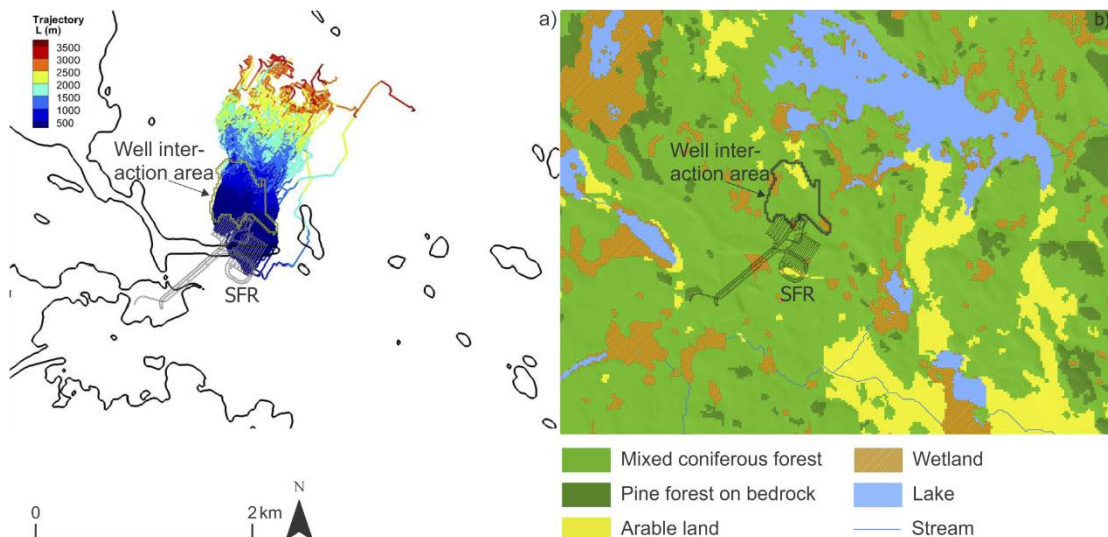 Trajectory
L (m)
3500
3000
2500
2000
1500
1000
500
Well inter-
action area
SFR
a)
Well inter-
action area
SFR
b)
N
0
2 km
Mixed coniferous forest
Pine forest on bedrock
Arable land
Wetland
Lake
Stream